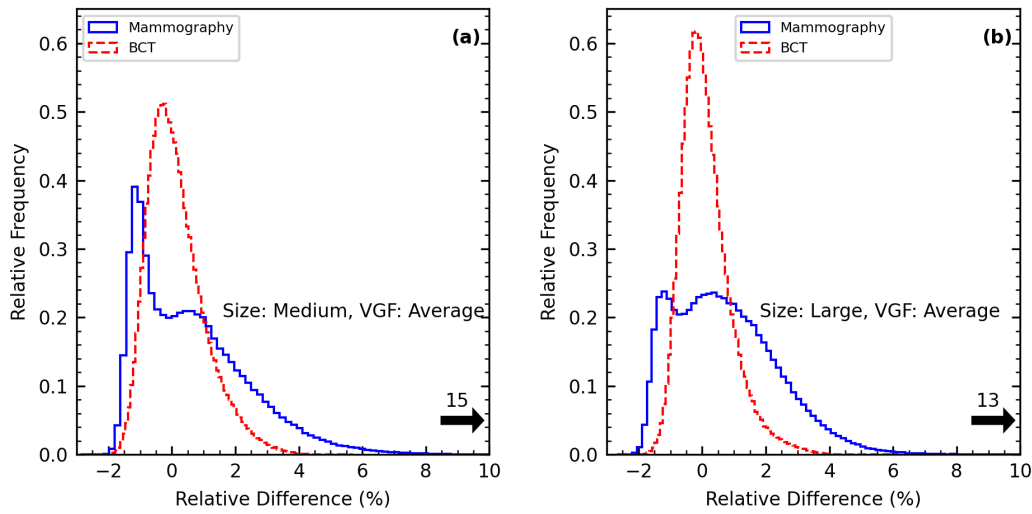 Mammography
BCT
(a)
Relative Frequency
0.6
0.5
0.4
0.3
0.2
0.1
0.0
Size: Medium, VGF: Average
15
−2 0 2 4 6 8 10
Relative Difference (%)
Mammography
BCT
(b)
Relative Frequency
0.6
0.5
0.4
0.3
0.2
0.1
0.0
Size: Large, VGF: Average
13
−2 0 2 4 6 8 10
Relative Difference (%)